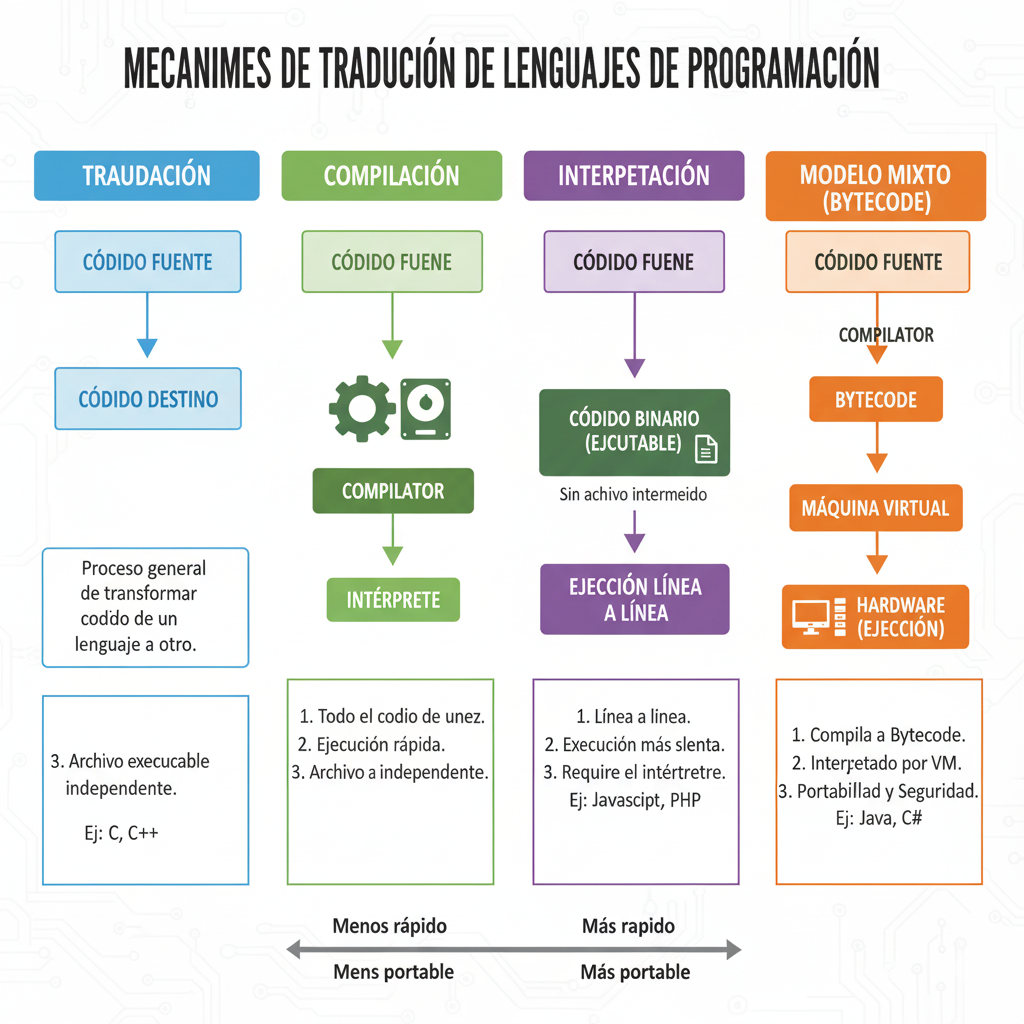 MECANIMES DE TRADUCIÓN DE LENGUAJES DE PROGRAMACIÓN
TRAUDACIÓN
CÓDIDO FUENTE
CÓDIDO DESTINO
Proceso general
de transformar
coddo de un
lenguaje a otro.
3. Archivo execucable
independente.
Ej: C, C++
COMPILACIÓN
CÓDIDO FUENE
COMPILATOR
INTÉRPRETE
1. Todo el codio de unez.
2. Ejecución rápida.
3. Archivo a independente.
INTERPETACIÓN
CÓDIDO FUENE
CÓDIDO BINARIO
(EJCUTABLE)
Sin achivo intermeido
EJECCIÓN LÍNEA
A LÍNEA
1. Línea a linea.
2. Execución más slenta.
3. Require el intértretre.
Ej: Javascipt, PHP
MODELO MIXTO
(BYTECODE)
CÓDIDO FUENTE
COMPILATOR
BYTECODE
MÁQUINA VIRTUAL
HARDWARE
(EJECCIÓN)
1. Compila a Bytecode.
2. Interpretado por VM.
3. Portabillad y Seguridad.
Ej: Java, C#
Menos rápido
Más rapido
Mens portable
Más portable